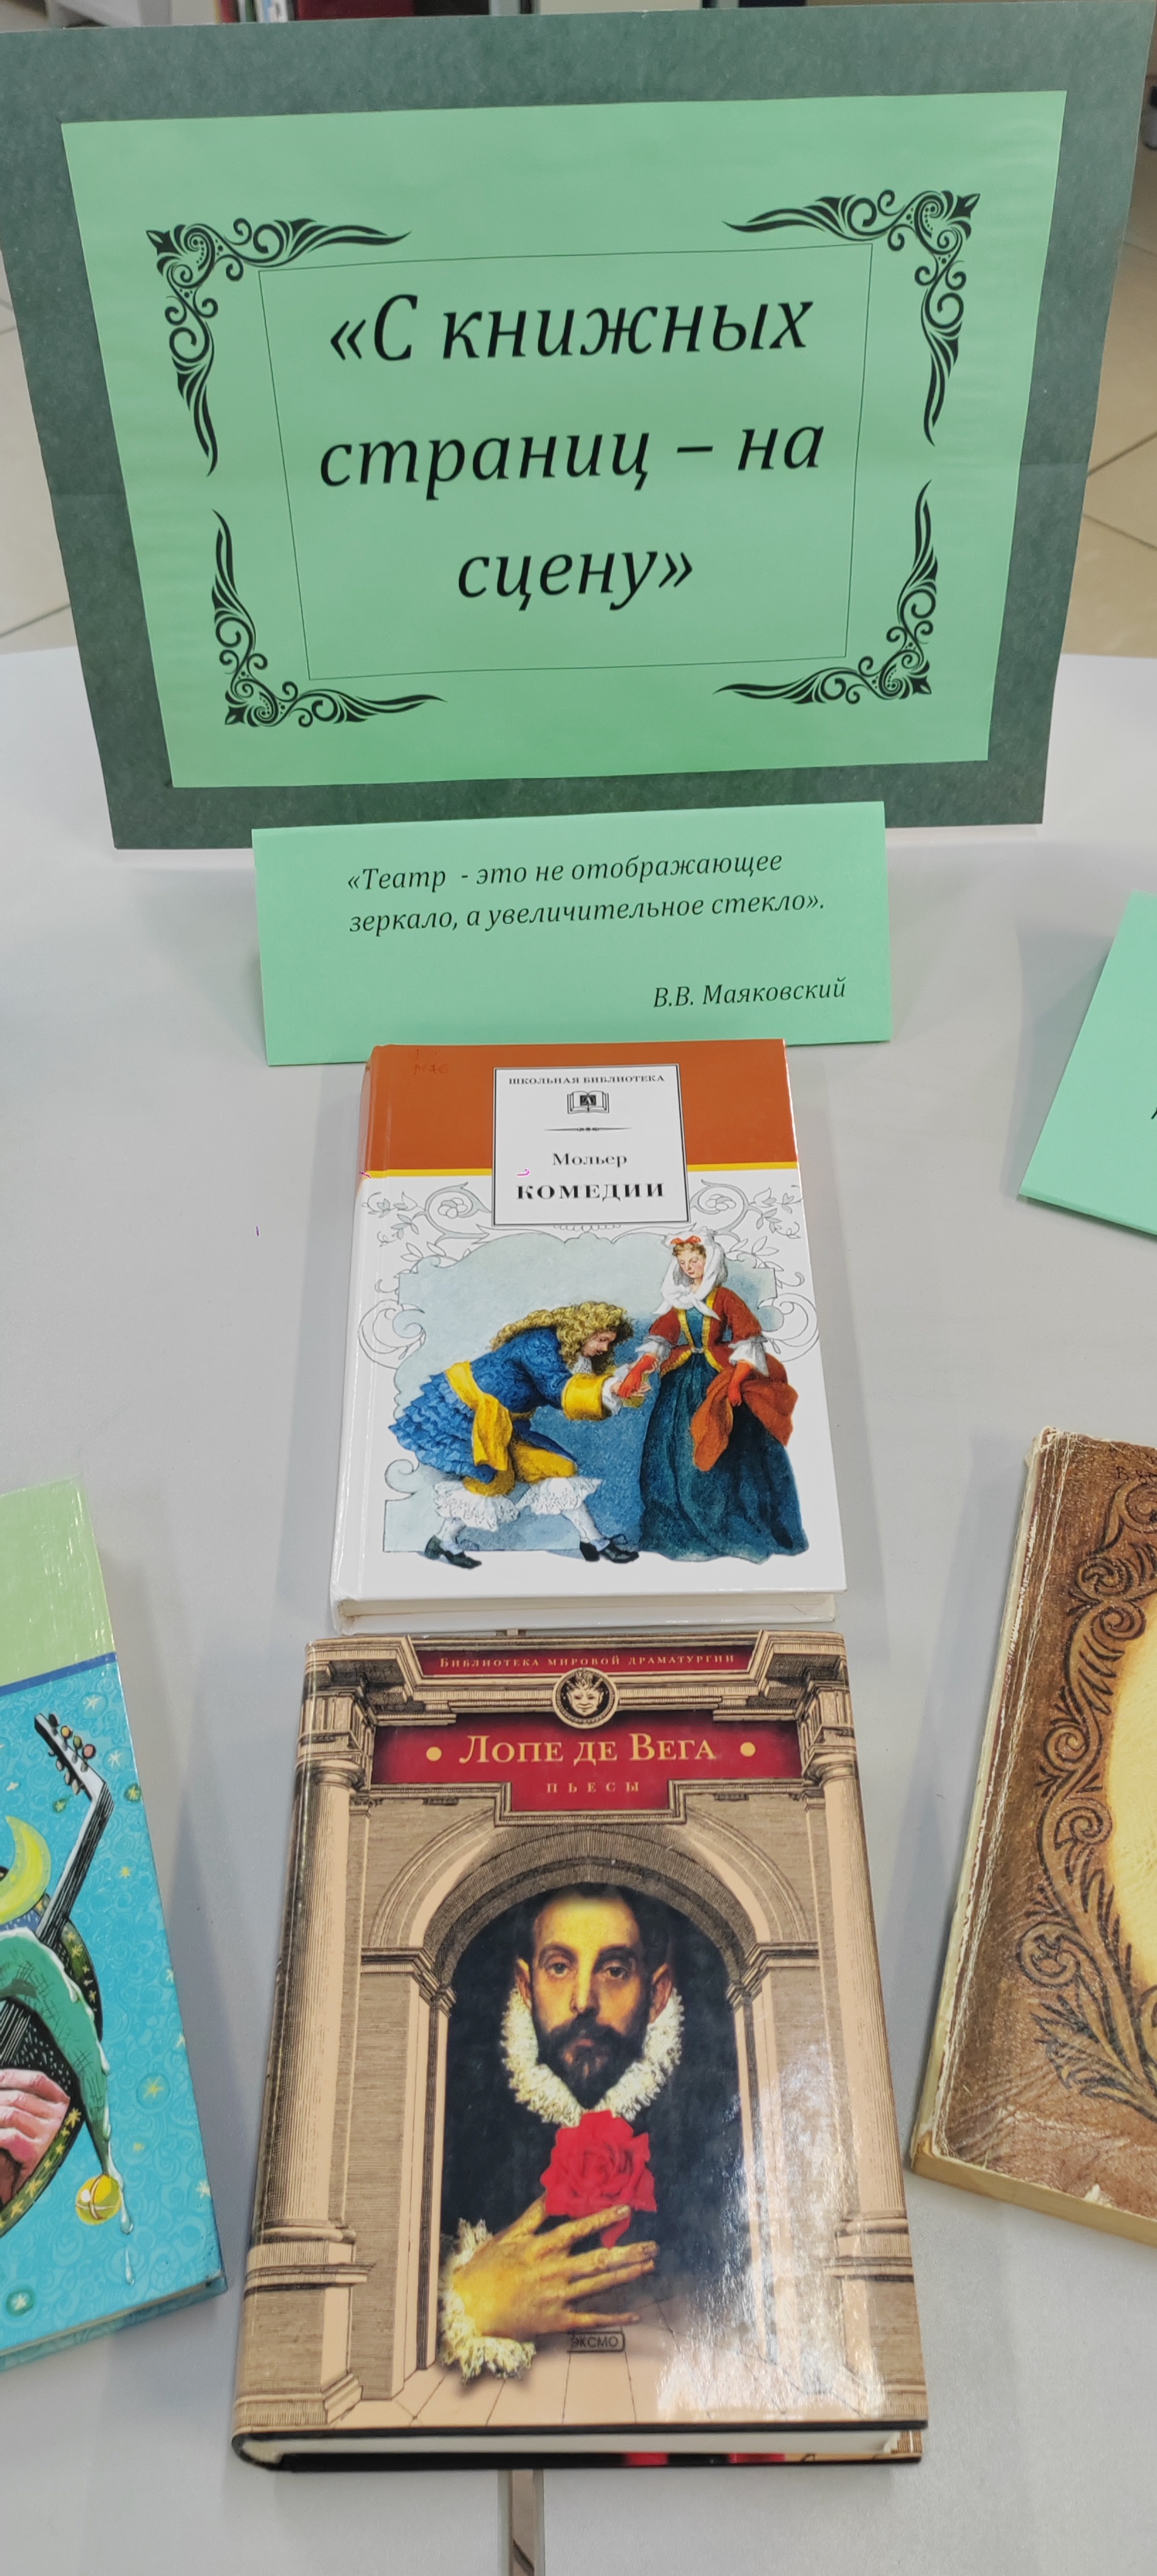 «С книжных
страниц – на
сцену»
«Театр - это не отображающее
зеркало, а увеличительное стекло».
В.В. Маяковский
ШКОЛЬНАЯ БИБЛИОТЕКА
Мольер
КОМЕДИИ
БИБЛИОТЕКА МИРОВОЙ ДРАМАТУРГИИ
ЛОПЕ ДЕ ВЕГА
ПЬЕСЫ
ЭКСМО